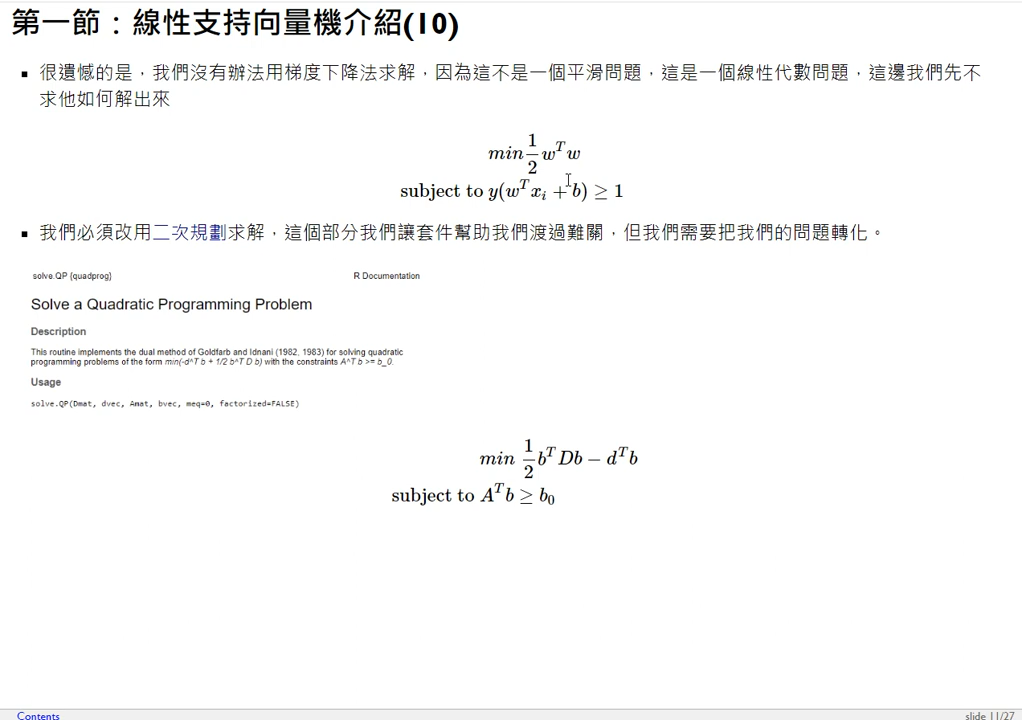 第一節：線性支持向量機介紹(10)
很遺憾的是，我們沒有辦法用梯度下降法求解，因為這不是一個平滑問題，這是一個線性代數問題，這邊我們先不
求他如何解出來
min 1/2 w^T w
subject to y(w^T x_i + b) ≥ 1
我們必須改用二次規劃求解，這個部分我們讓套件幫助我們渡過難關，但我們需要把我們的問題轉化。
solve.QP {quadprog} R Documentation
Solve a Quadratic Programming Problem
Description
This routine implements the dual method of Goldfarb and Idnani (1982, 1983) for solving quadratic
programming problems of the form min(-d^T b + 1/2 b^T D b) with the constraints A^T b >= b_0.
Usage
solve.QP(Dmat, dvec, Amat, bvec, meq=0, factorized=FALSE)
min 1/2 b^T Db − d^T b
subject to A^T b ≥ b_0
Contents slide 11/27